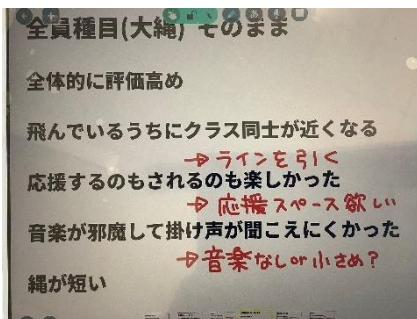 全員種目(大縄) そのまま
全体的に評価高め
飛んでいるうちにクラス同士が近くなる
→ラインを引く
応援するのもされるのも楽しかった
→応援スペース欲しい
音楽が邪魔して掛け声が聞こえにくかった
→音楽なしor小さめ?
縄が短い